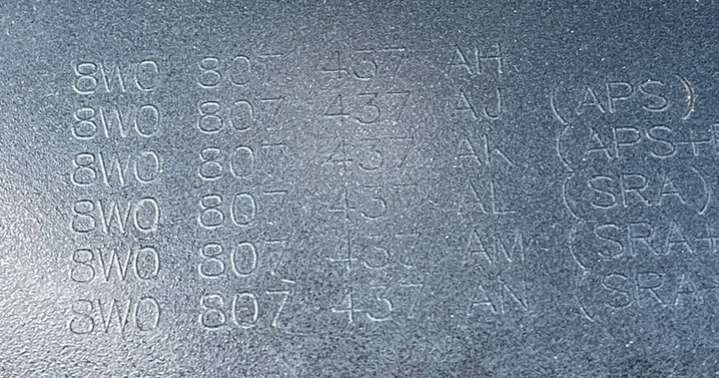 8W0 807 437 AH
8W0 807 437 AJ (APS)
8W0 807 437 AK (APS+
8W0 807 437 AL (SRA)
8W0 807 437 AM (SRA+
8W0 807 437 AN (SRA+